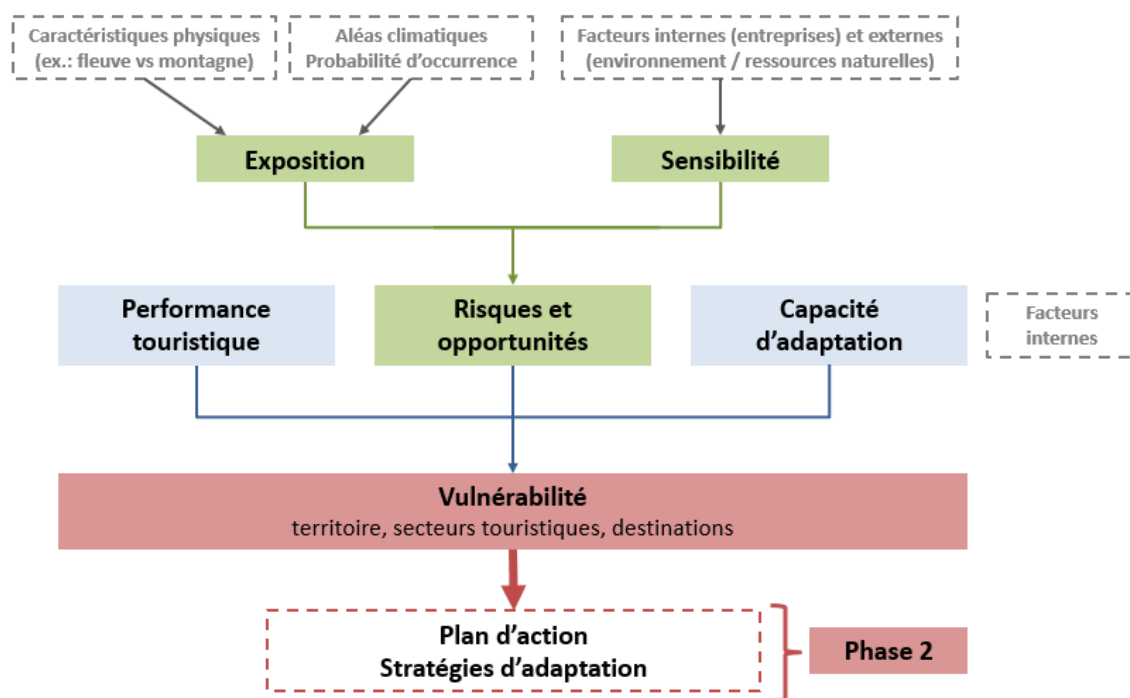 Caractéristiques physiques
(ex.: fleuve vs montagne)
Aléas climatiques
Probabilité d'occurrence
Facteurs internes (entreprises) et externes
(environnement / ressources naturelles)
Exposition
Sensibilité
Performance
touristique
Risques et
opportunités
Capacité
d'adaptation
Facteurs
internes
Vulnérabilité
territoire, secteurs touristiques, destinations
Plan d'action
Stratégies d'adaptation
Phase 2